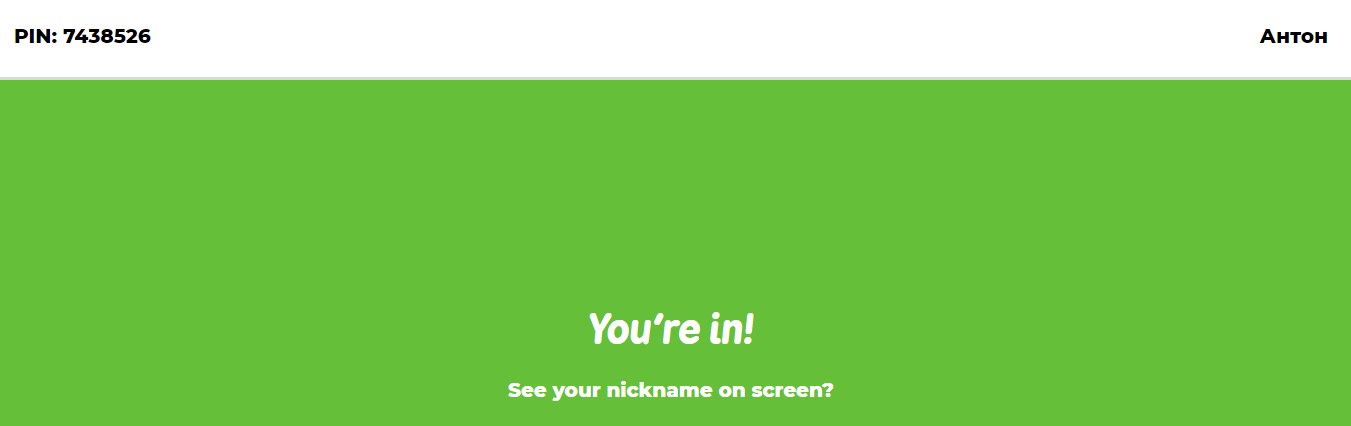 PIN: 7438526
Антон
You're in!
See your nickname on screen?